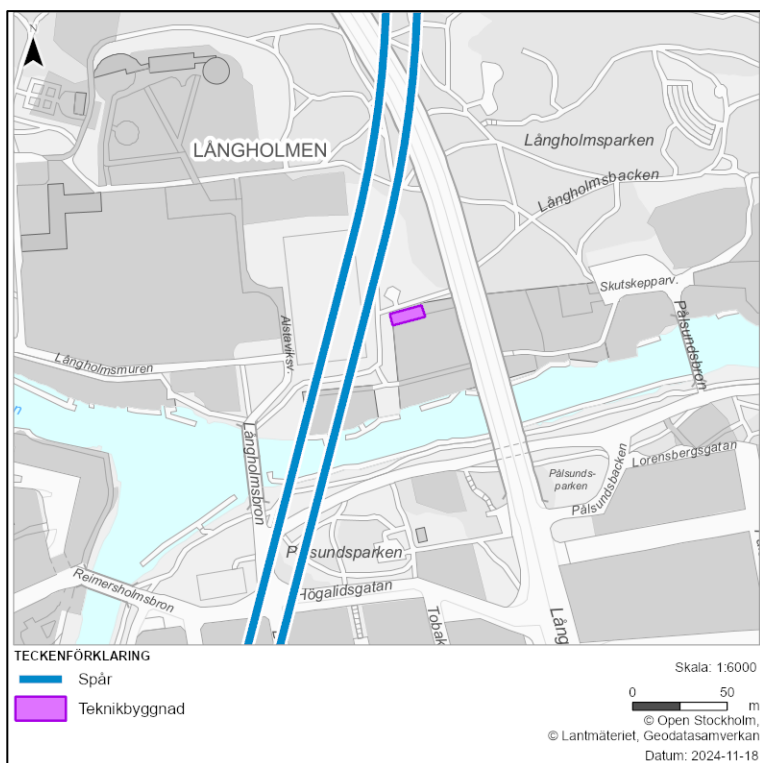 LÅNGHOLMEN
Långholmsparken
Långholmsbacken
Skutskepparv.
Pålsundsbron
Alstaviksv.
Långholmsmuren
Långholmsbron
Lorensbergsgatan
Pålsunds-
parken
Pålsundsbacken
Pålsundsparken
Reimersholmsbron
Högalidsgatan
Tobak
Lång
TECKENFÖRKLARING
Spår
Teknikbyggnad
Skala: 1:6000
0 50 m
© Open Stockholm,
© Lantmäteriet, Geodatasamverkan
Datum: 2024-11-18